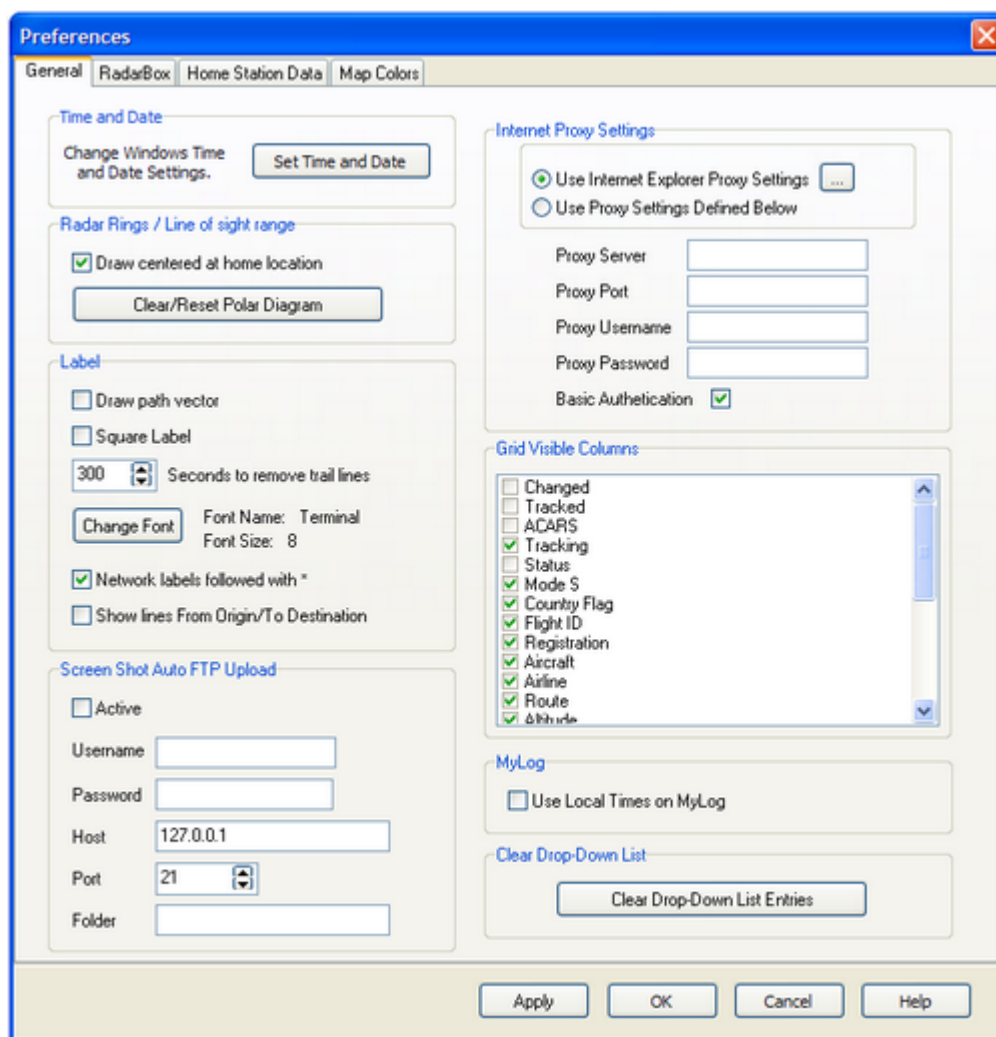 Preferences
General
RadarBox
Home Station Data
Map Colors
Time and Date
Change Windows Time
and Date Settings.
Set Time and Date
Radar Rings / Line of sight range
Draw centered at home location
Clear/Reset Polar Diagram
Label
Draw path vector
Square Label
300
Seconds to remove trail lines
Change Font
Font Name: Terminal
Font Size: 8
Network labels followed with *
Show lines From Origin/To Destination
Screen Shot Auto FTP Upload
Active
Username
Password
Host
127.0.0.1
Port
21
Folder
Internet Proxy Settings
Use Internet Explorer Proxy Settings
...
Use Proxy Settings Defined Below
Proxy Server
Proxy Port
Proxy Username
Proxy Password
Basic Authetication
Grid Visible Columns
Changed
Tracked
ACARS
Tracking
Status
Mode S
Country Flag
Flight ID
Registration
Aircraft
Airline
Route
Altitude
MyLog
Use Local Times on MyLog
Clear Drop-Down List
Clear Drop-Down List Entries
Apply
OK
Cancel
Help